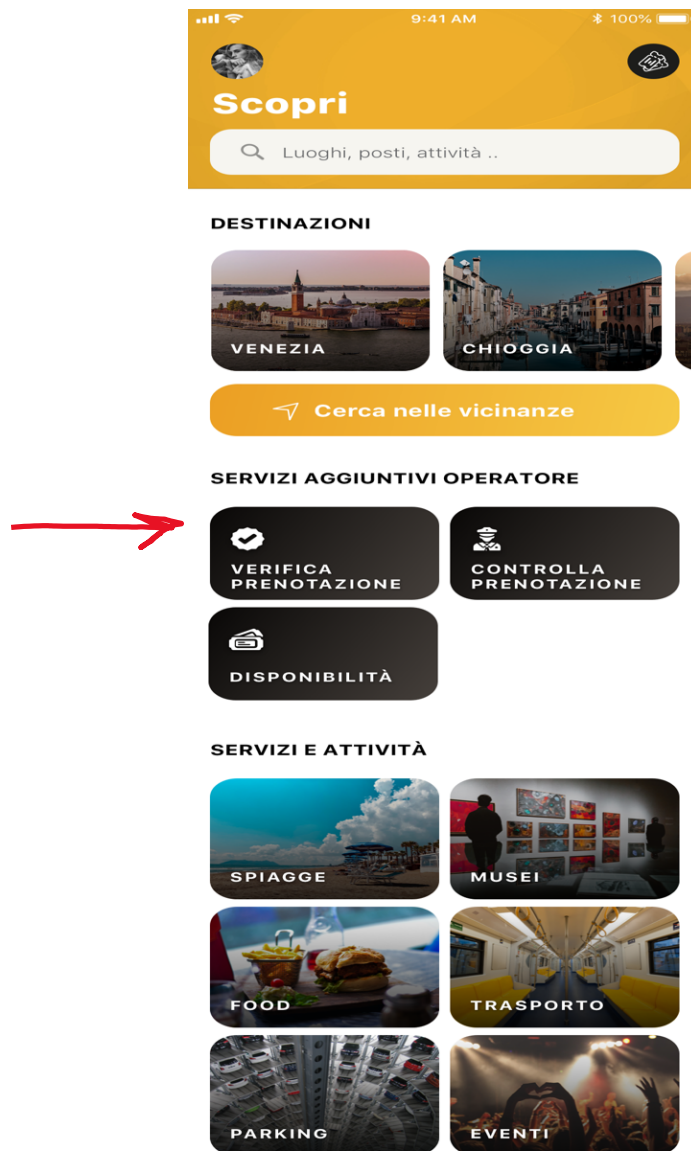 9:41 AM
100%
Scopri
Luoghi, posti, attività ..
DESTINAZIONI
VENEZIA
CHIOGGIA
Cerca nelle vicinanze
SERVIZI AGGIUNTIVI OPERATORE
VERIFICA
PRENOTAZIONE
CONTROLLA
PRENOTAZIONE
DISPONIBILITÀ
SERVIZI E ATTIVITÀ
SPIAGGE
MUSEI
FOOD
TRASPORTO
PARKING
EVENTI